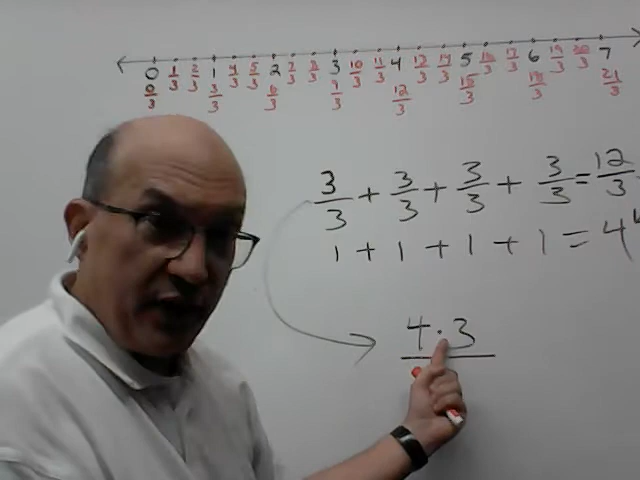 0 1/3 2/3 1 4/3 5/3 2 7/3 8/3 3 10/3 11/3 4 13/3 14/3 5 16/3 17/3 6 19/3 20/3 7
0/3 3/3 6/3 12/3 15/3 18/3 21/3
3/3 + 3/3 + 3/3 + 3/3 = 12/3
1 + 1 + 1 + 1 = 4
4 · 3